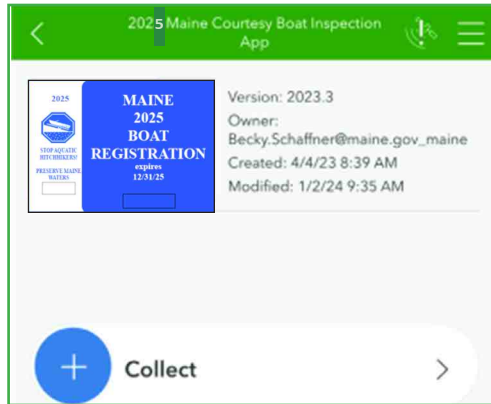 2025 Maine Courtesy Boat Inspection
App
2025
STOP AQUATIC
HITCHHIKERS!
PRESERVE MAINE
WATERS
MAINE
2025
BOAT
REGISTRATION
expires
12/31/25
Version: 2023.3
Owner:
Becky.Schaffner@maine.gov_maine
Created: 4/4/23 8:39 AM
Modified: 1/2/24 9:35 AM
Collect